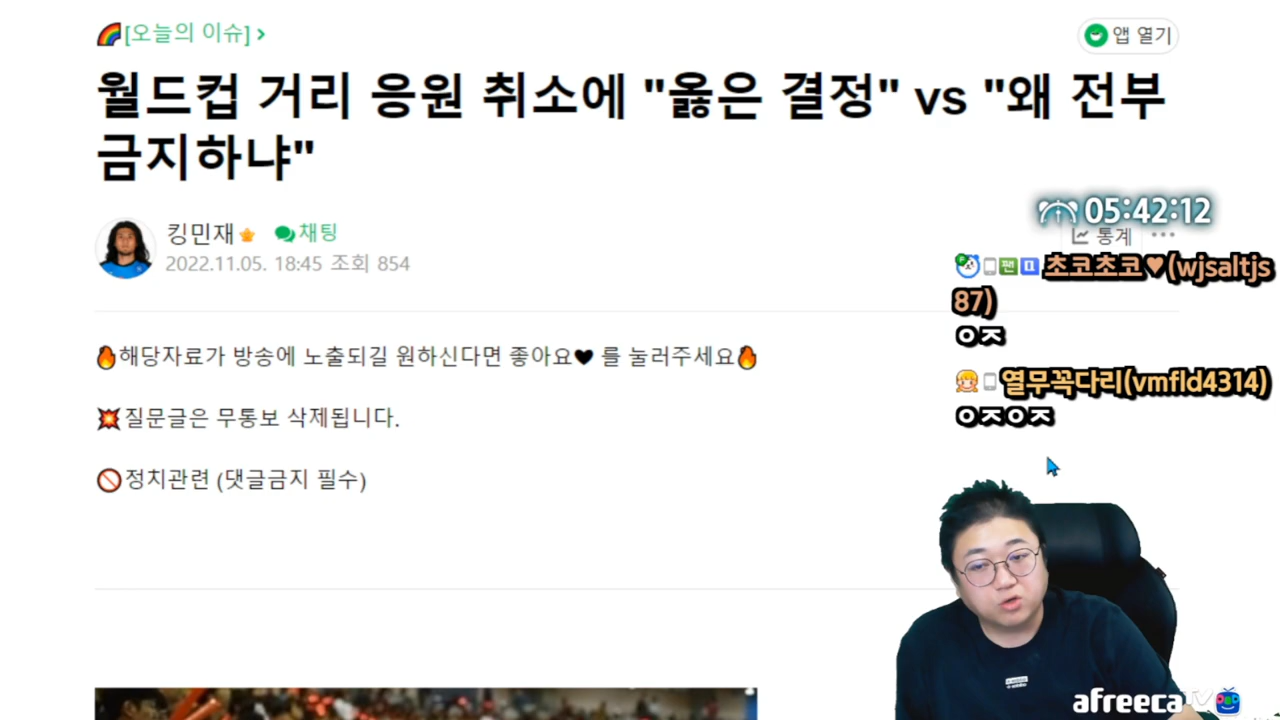 [오늘의 이슈]
앱 열기
월드컵 거리 응원 취소에 "옳은 결정" vs "왜 전부
금지하냐"
킹민재
채팅
2022.11.05. 18:45 조회 854
05:42:12
통계
초코초코♥(wjsaltjs
87)
ㅇㅈ
열무꼭다리(vmfld4314)
ㅇㅈㅇㅈ
🔥해당자료가 방송에 노출되길 원하신다면 좋아요🖤 를 눌러주세요🔥
💥질문글은 무통보 삭제됩니다.
🚫정치관련 (댓글금지 필수)
afreecaTV